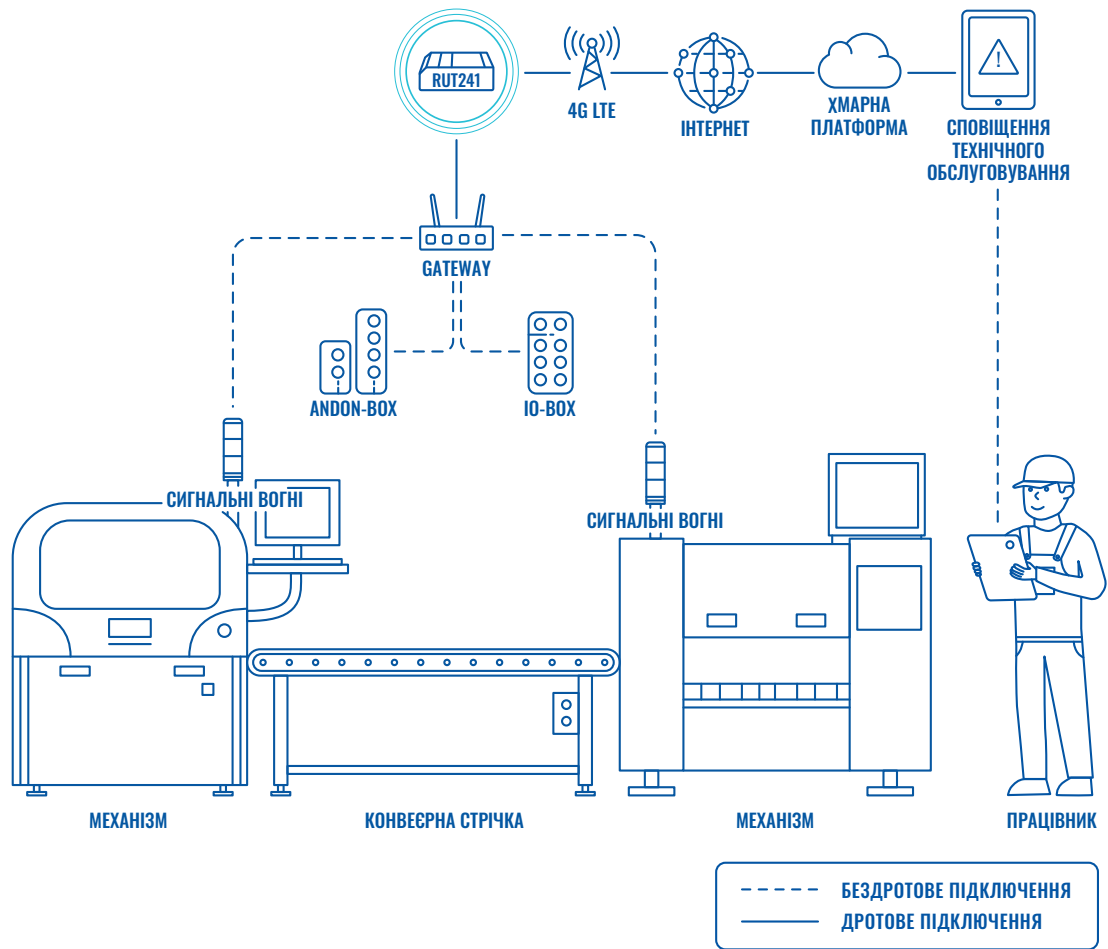 RUT241
4G LTE
ІНТЕРНЕТ
ХМАРНА
ПЛАТФОРМА
СПОВІЩЕННЯ
ТЕХНІЧНОГО
ОБСЛУГОВУВАННЯ
GATEWAY
ANDON-BOX
IO-BOX
СИГНАЛЬНІ ВОГНІ
СИГНАЛЬНІ ВОГНІ
МЕХАНІЗМ
КОНВЕЄРНА СТРІЧКА
МЕХАНІЗМ
ПРАЦІВНИК
БЕЗДРОТОВЕ ПІДКЛЮЧЕННЯ
ДРОТОВЕ ПІДКЛЮЧЕННЯ